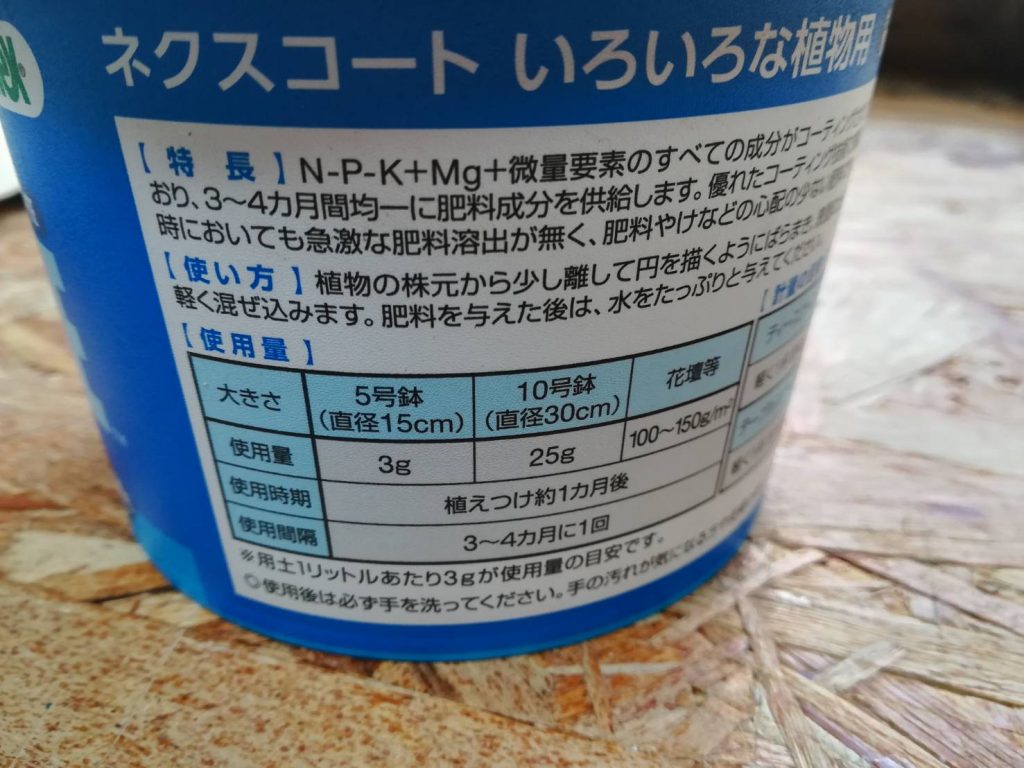 ネクスコート いろいろな植物用
【特長】N-P-K+Mg+微量要素のすべての成分がコーティング
おり、3〜4カ月間均一に肥料成分を供給します。優れたコーティング
時においても急激な肥料溶出が無く、肥料やけなどの心配の少ない
【使い方】植物の株元から少し離して円を描くようにばらまき、
軽く混ぜ込みます。肥料を与えた後は、水をたっぷりと与えてください。
【使用量】
大きさ 5号鉢 (直径15cm) 10号鉢 (直径30cm) 花壇等
使用量 3g 25g 100〜150g/m²
使用時期 植えつけ約1カ月後
使用間隔 3〜4カ月に1回
※用土1リットルあたり3gが使用量の目安です。
◎使用後は必ず手を洗ってください。手の汚れが気になる方